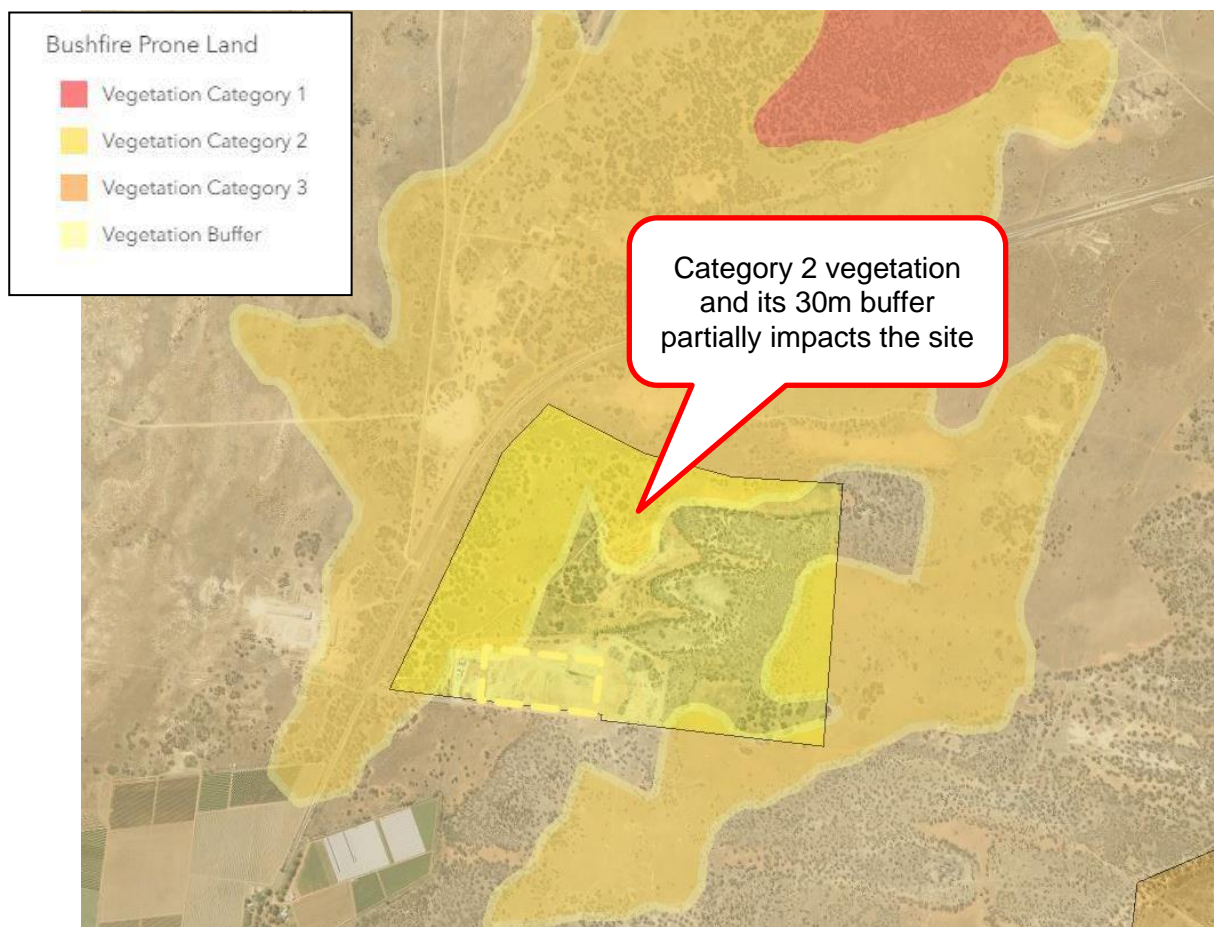 Bushfire Prone Land
Vegetation Category 1
Vegetation Category 2
Vegetation Category 3
Vegetation Buffer
Category 2 vegetation
and its 30m buffer
partially impacts the site